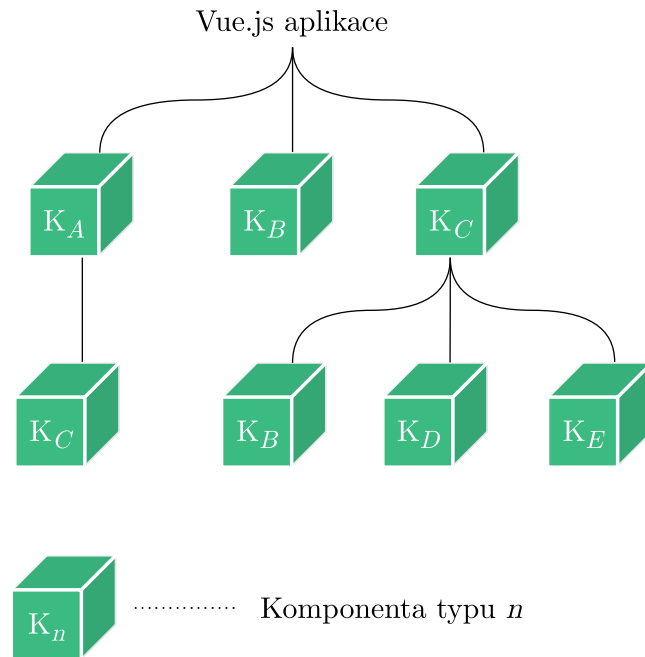 Vue.js aplikace
K_A K_B K_C
K_C K_B K_D K_E
K_n Komponenta typu n